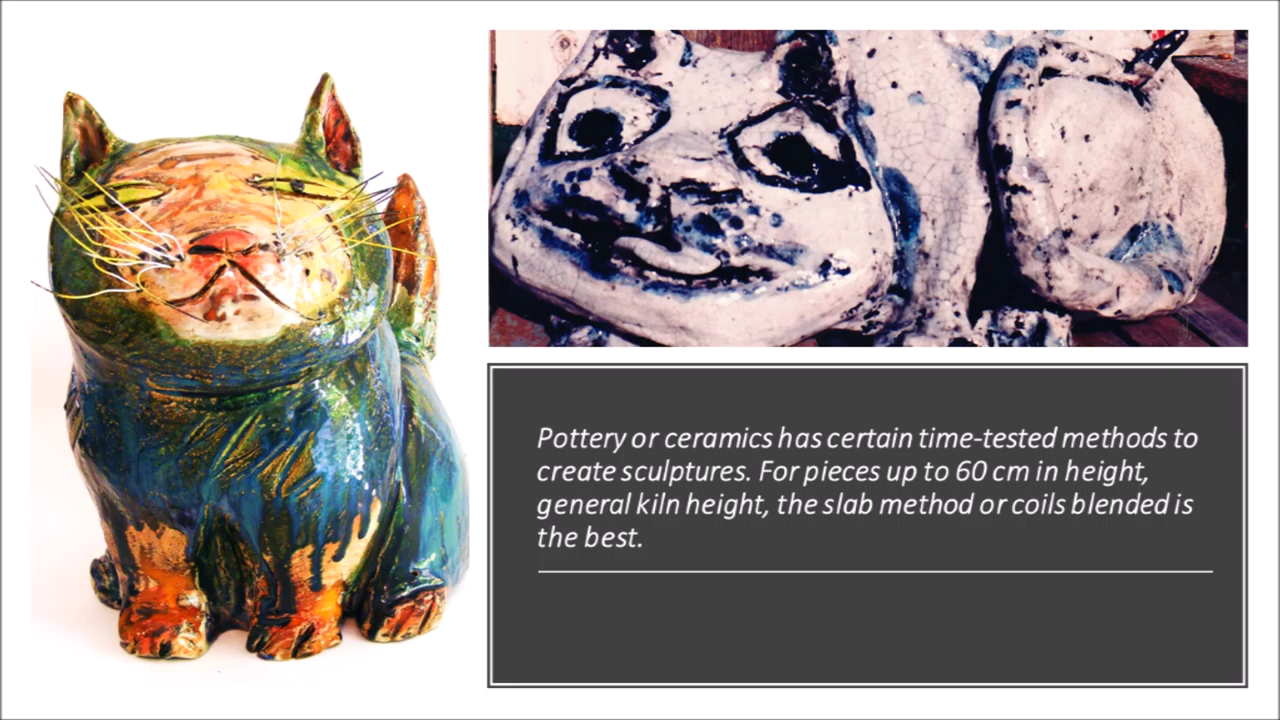 Pottery or ceramics has certain time-tested methods to
create sculptures. For pieces up to 60 cm in height,
general kiln height, the slab method or coils blended is
the best.